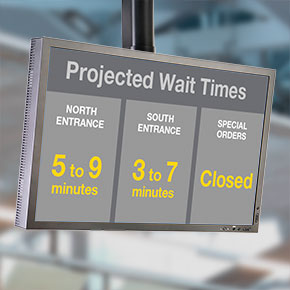 Projected Wait Times
NORTH
ENTRANCE
5 to 9
minutes
SOUTH
ENTRANCE
3 to 7
minutes
SPECIAL
ORDERS
Closed